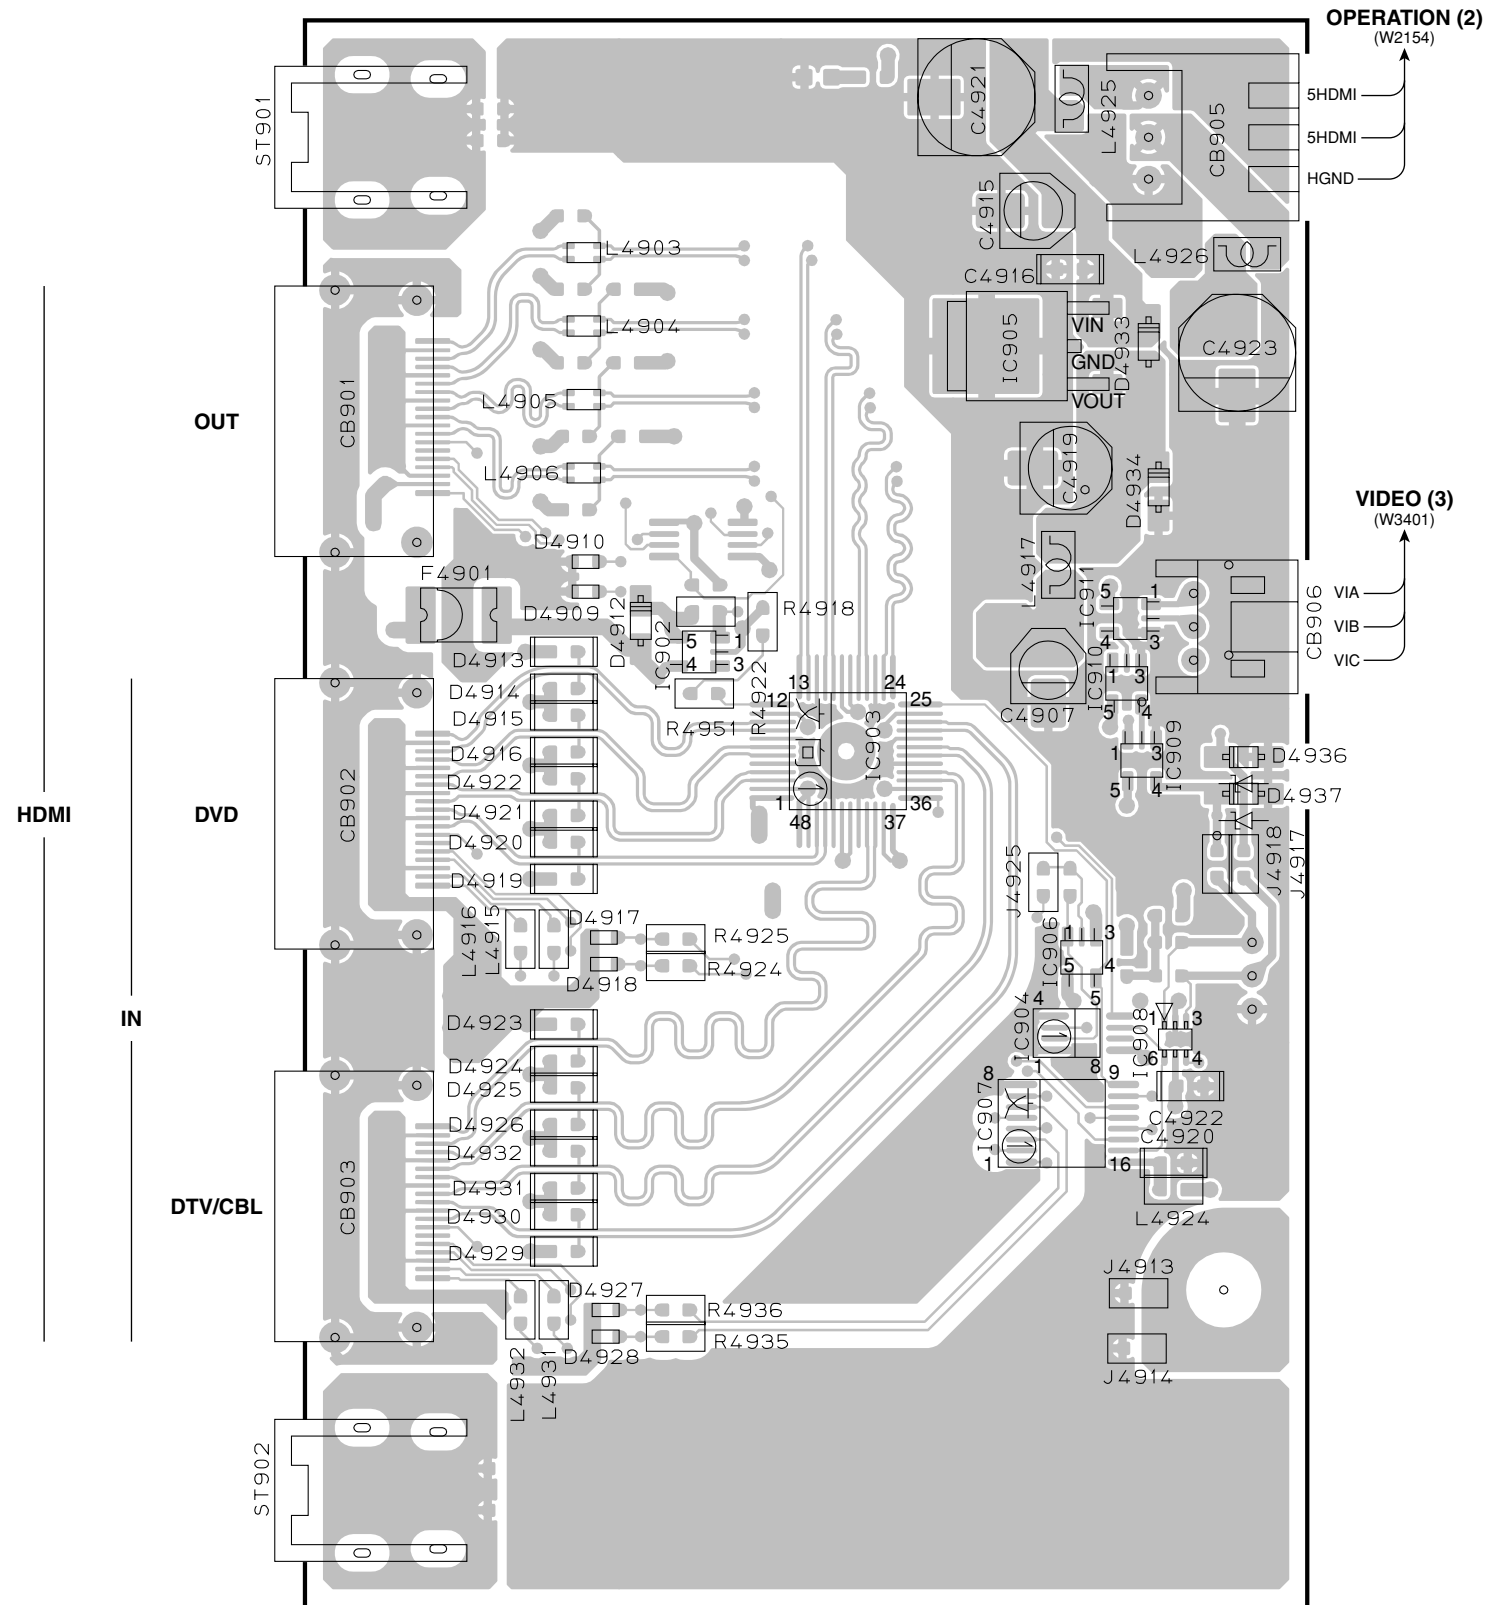 OPERATION (2)
(W2154)
5HDMI
5HDMI
HGND
CB905
L4925
C4921
ST901
C4915
L4903
L4926
C4916
L4904
IC905
VIN
GND
VOUT
D4933
C4923
OUT
CB901
L4905
L4906
C4919
D4934
VIDEO (3)
(W3401)
D4910
F4901
D4909
D4912
R4918
L4917
IC911
5
1
4
3
VIA
VIB
VIC
CB906
IC902
5
1
4
3
D4913
D4914
D4915
R4951
R4922
13
24
12
25
IC903
1
36
48
37
C4907
IC910
1
3
5
4
IC909
1
3
5
4
D4936
D4937
D4916
D4922
D4921
D4920
D4919
HDMI
DVD
CB902
J4918
J4917
J4925
L4916
L4915
D4917
D4918
R4925
R4924
IC906
1
3
5
4
IC904
4
5
1
8
IC908
1
3
6
4
IN
D4923
D4924
D4925
D4926
D4932
D4931
D4930
D4929
IC907
8
9
1
16
C4922
C4920
L4924
DTV/CBL
CB903
J4913
J4914
D4927
D4928
R4936
R4935
L4932
L4931
ST902